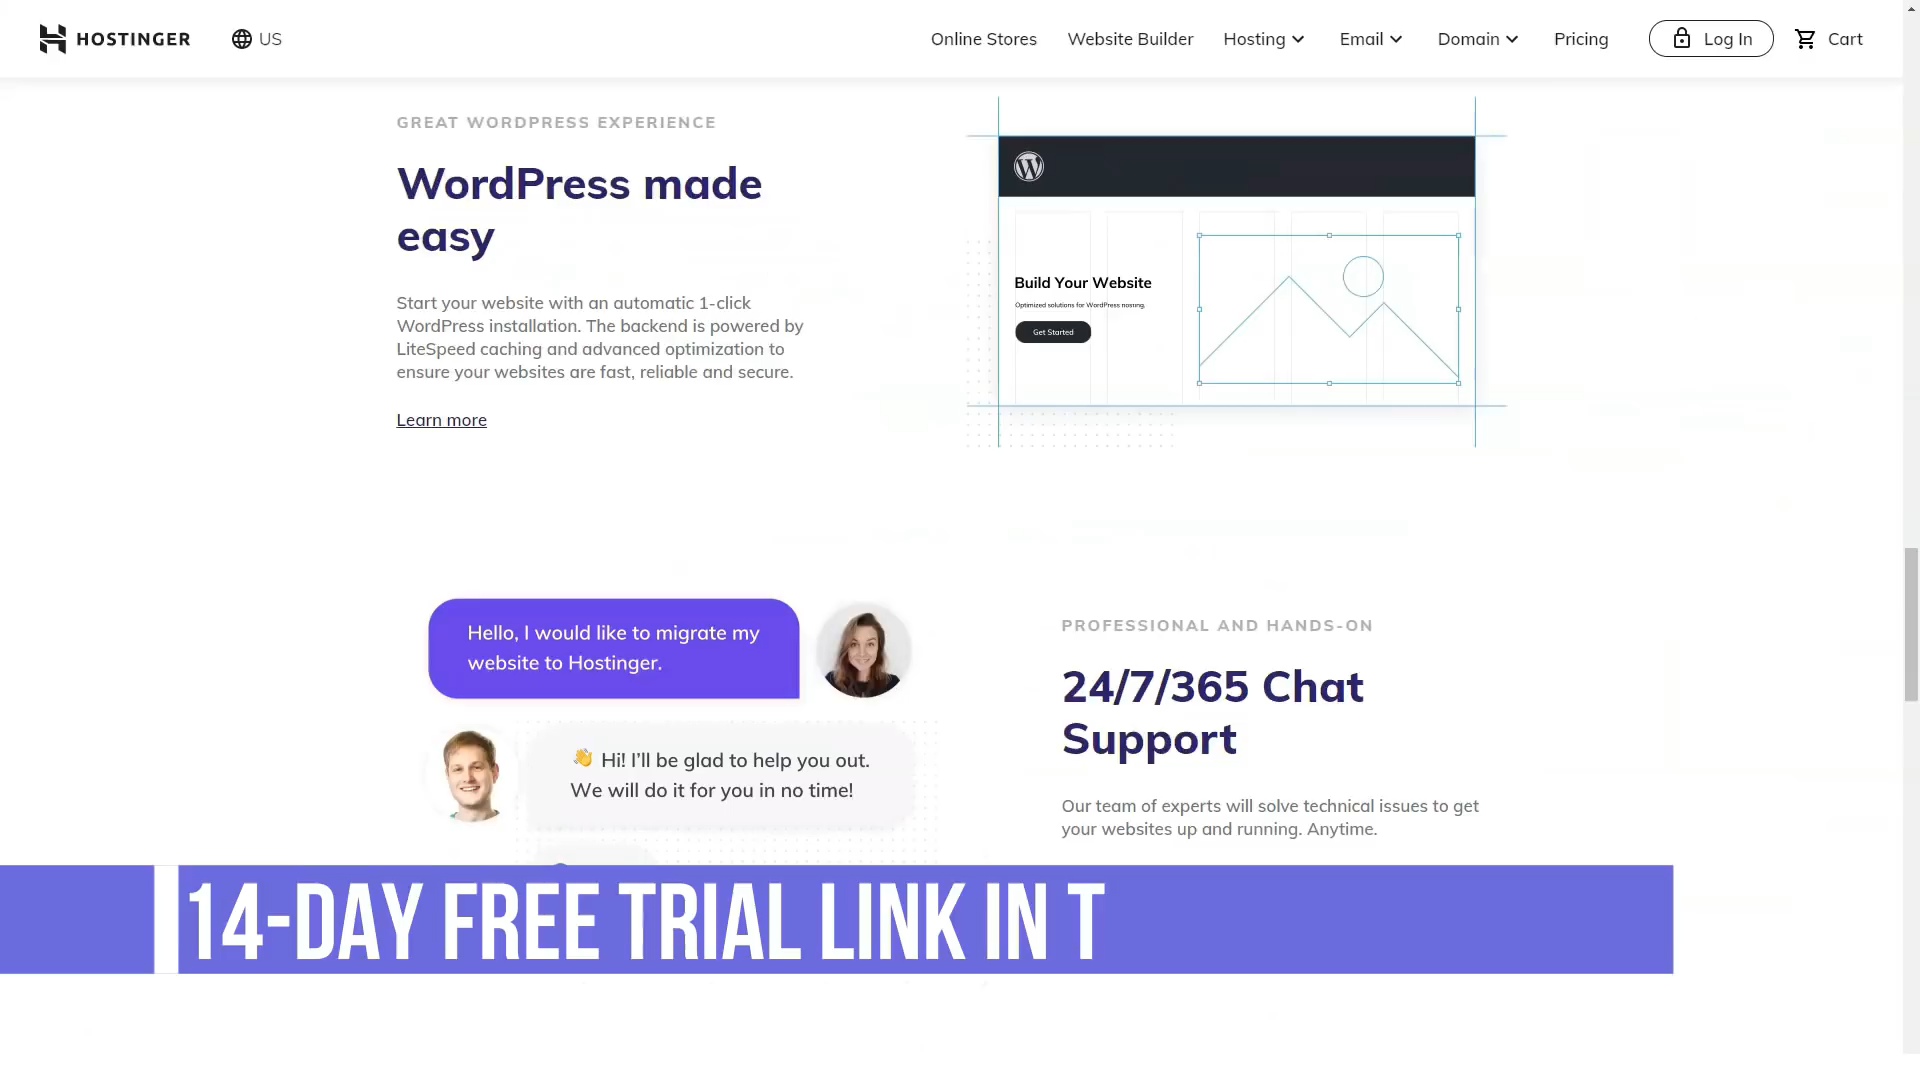 HOSTINGER
US
Online Stores
Website Builder
Hosting
Email
Domain
Pricing
Log In
Cart
GREAT WORDPRESS EXPERIENCE
WordPress made
easy
Start your website with an automatic 1-click
WordPress installation. The backend is powered by
LiteSpeed caching and advanced optimization to
ensure your websites are fast, reliable and secure.
Learn more
Build Your Website
Optimized solutions for WordPress hosting.
Get Started
Hello, I would like to migrate my
website to Hostinger.
👋 Hi! I’ll be glad to help you out.
We will do it for you in no time!
PROFESSIONAL AND HANDS-ON
24/7/365 Chat
Support
Our team of experts will solve technical issues to get
your websites up and running. Anytime.
14-DAY FREE TRIAL LINK IN T